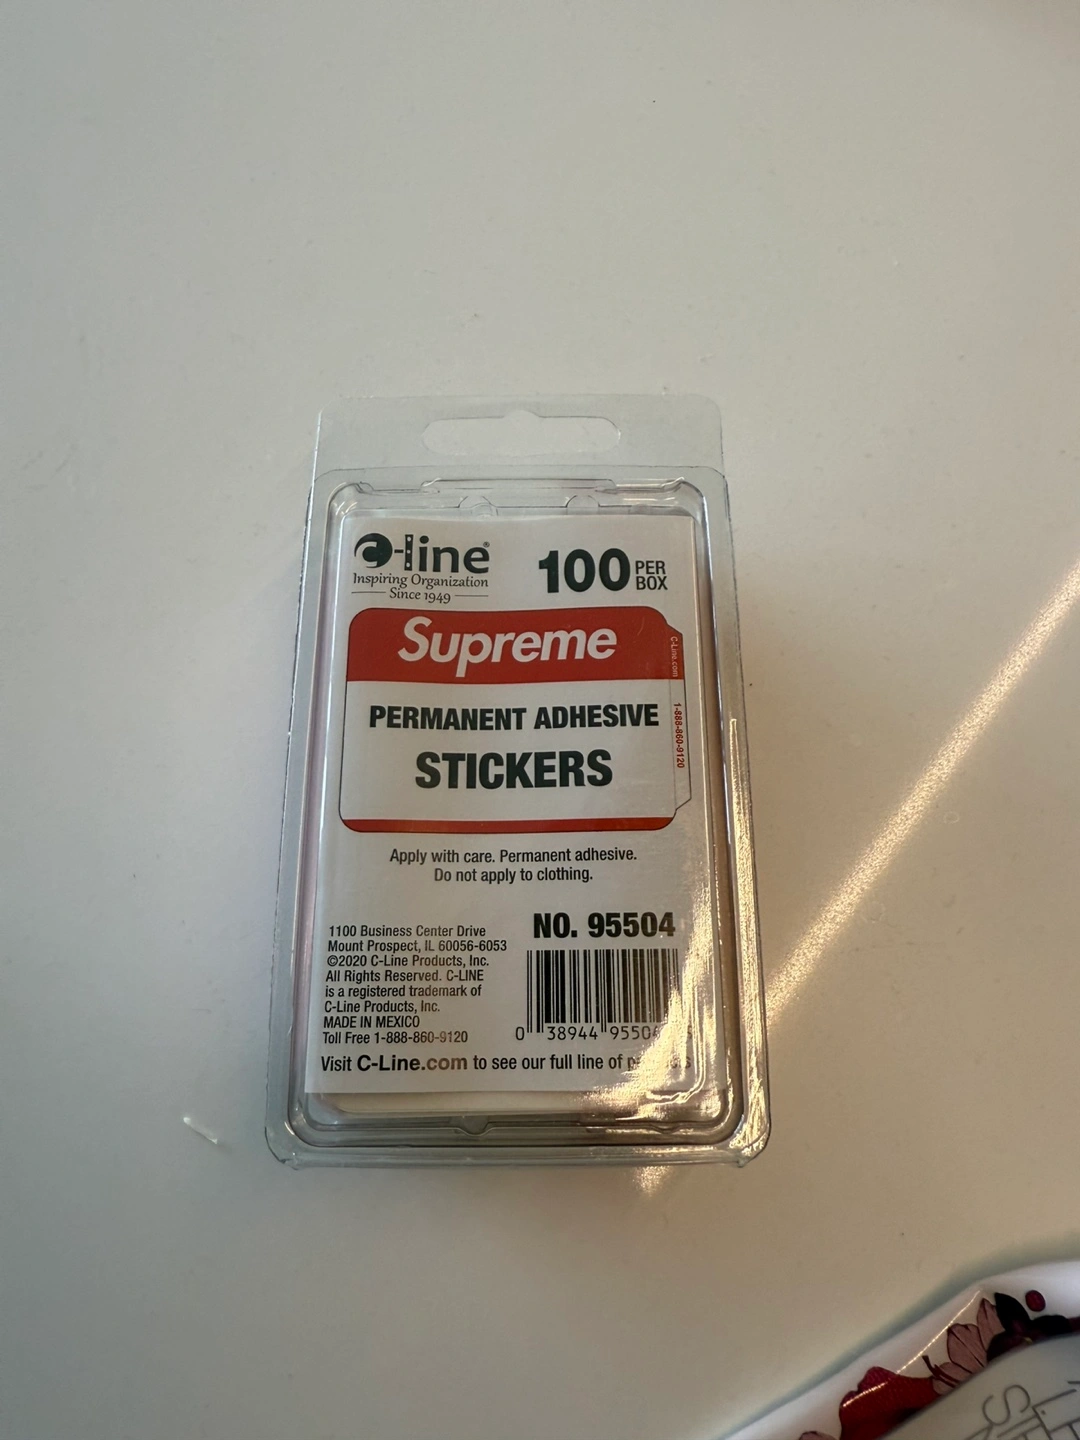 C-line®
Inspiring Organization
Since 1949
100 PER BOX
Supreme
PERMANENT ADHESIVE
STICKERS
C-Line.com
1-888-860-9120
Apply with care. Permanent adhesive.
Do not apply to clothing.
1100 Business Center Drive
Mount Prospect, IL 60056-6053
©2020 C-Line Products, Inc.
All Rights Reserved. C-LINE
is a registered trademark of
C-Line Products, Inc.
MADE IN MEXICO
Toll Free 1-888-860-9120
NO. 95504
0 38944 9550
Visit C-Line.com to see our full line of